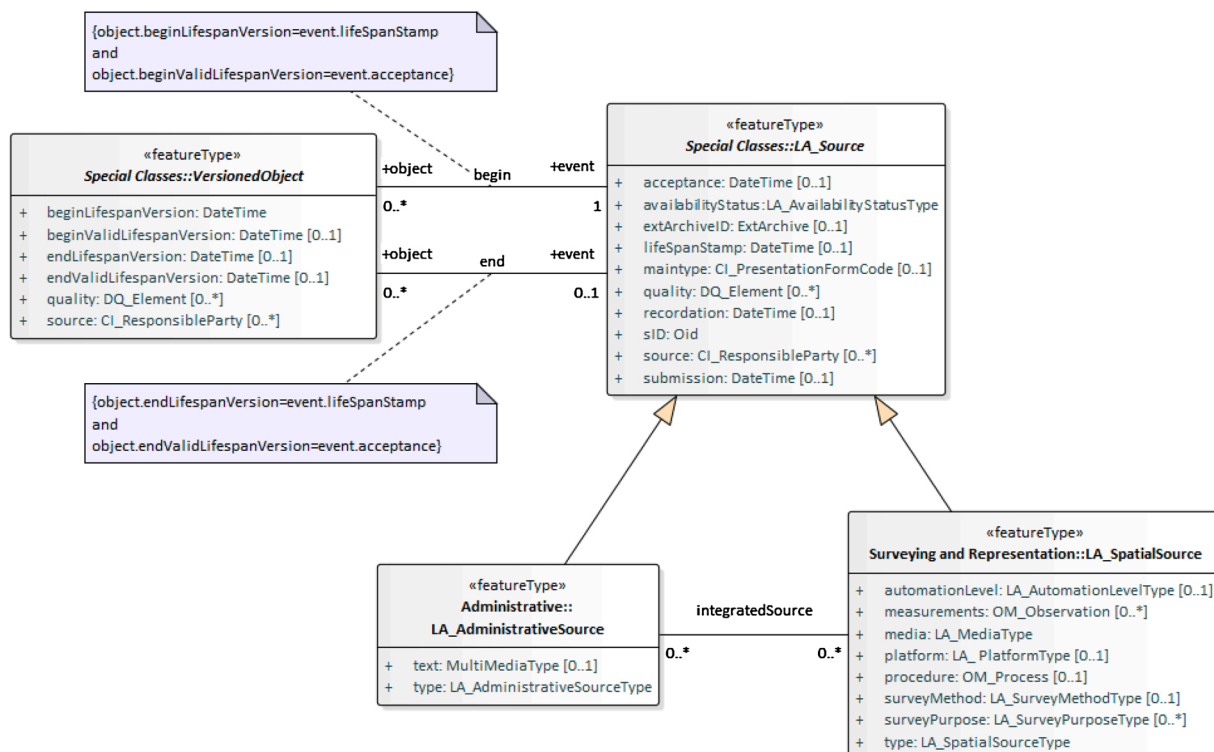 {object.beginLifespanVersion=event.lifeSpanStamp
and
object.beginValidLifespanVersion=event.acceptance}
«featureType»
Special Classes::VersionedObject
+ beginLifespanVersion: DateTime
+ beginValidLifespanVersion: DateTime [0..1]
+ endLifespanVersion: DateTime [0..1]
+ endValidLifespanVersion: DateTime [0..1]
+ quality: DQ_Element [0..*]
+ source: CI_ResponsibleParty [0..*]
+object begin +event
0..* 1
+object end +event
0..* 0..1
«featureType»
Special Classes::LA_Source
+ acceptance: DateTime [0..1]
+ availabilityStatus:LA_AvailabilityStatusType
+ extArchiveID: ExtArchive [0..1]
+ lifeSpanStamp: DateTime [0..1]
+ maintype: CI_PresentationFormCode [0..1]
+ quality: DQ_Element [0..*]
+ recordation: DateTime [0..1]
+ sID: Oid
+ source: CI_ResponsibleParty [0..*]
+ submission: DateTime [0..1]
{object.endLifespanVersion=event.lifeSpanStamp
and
object.endValidLifespanVersion=event.acceptance}
«featureType»
Administrative::
LA_AdministrativeSource
+ text: MultiMediaType [0..1]
+ type: LA_AdministrativeSourceType
integratedSource
0..* 0..*
«featureType»
Surveying and Representation::LA_SpatialSource
+ automationLevel: LA_AutomationLevelType [0..1]
+ measurements: OM_Observation [0..*]
+ media: LA_MediaType
+ platform: LA_ PlatformType [0..1]
+ procedure: OM_Process [0..1]
+ surveyMethod: LA_SurveyMethodType [0..1]
+ surveyPurpose: LA_SurveyPurposeType [0..*]
+ type: LA_SpatialSourceType